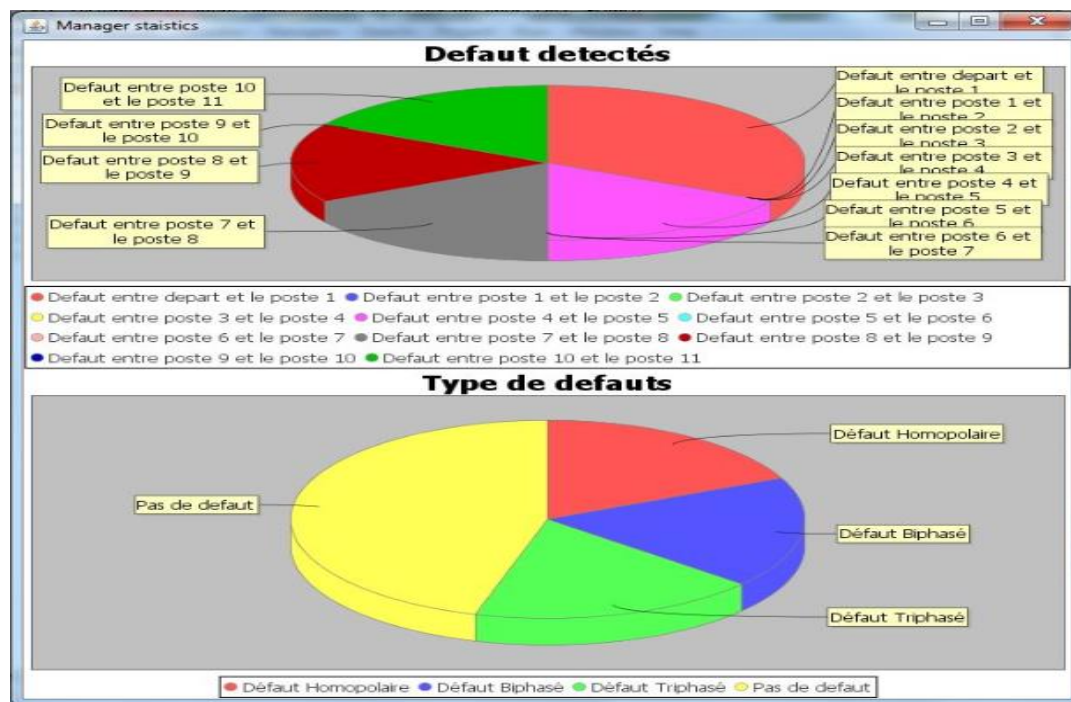 Manager staistics
Defaut detectés
Defaut entre poste 10
et le poste 11
Defaut entre poste 9 et
le poste 10
Defaut entre poste 8 et
le poste 9
Defaut entre poste 7 et
le poste 8
Defaut entre depart et
le poste 1
Defaut entre poste 1 et
le poste 2
Defaut entre poste 2 et
le poste 3
Defaut entre poste 3 et
le poste 4
Defaut entre poste 4 et
le poste 5
Defaut entre poste 5 et
le poste 6
Defaut entre poste 6 et
le poste 7
Defaut entre depart et le poste 1 Defaut entre poste 1 et le poste 2 Defaut entre poste 2 et le poste 3
Defaut entre poste 3 et le poste 4 Defaut entre poste 4 et le poste 5 Defaut entre poste 5 et le poste 6
Defaut entre poste 6 et le poste 7 Defaut entre poste 7 et le poste 8 Defaut entre poste 8 et le poste 9
Defaut entre poste 9 et le poste 10 Defaut entre poste 10 et le poste 11
Type de defauts
Défaut Homopolaire
Pas de defaut
Défaut Biphasé
Défaut Triphasé
Défaut Homopolaire Défaut Biphasé Défaut Triphasé Pas de defaut